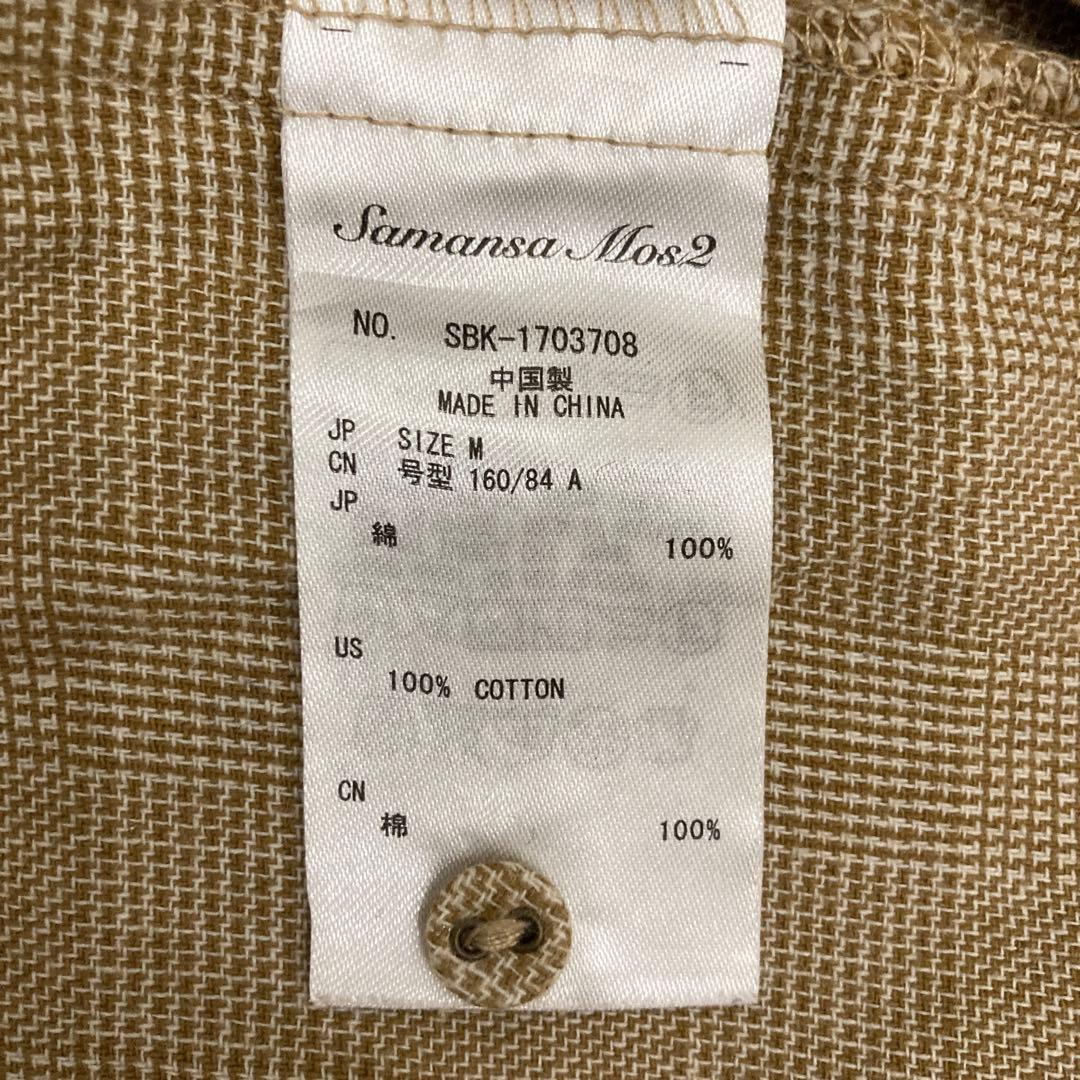 Samansa Mos2
NO. SBK-1703708
中国製
MADE IN CHINA
JP SIZE M
CN 号型 160/84 A
JP
綿 100%
US
100% COTTON
CN
棉 100%